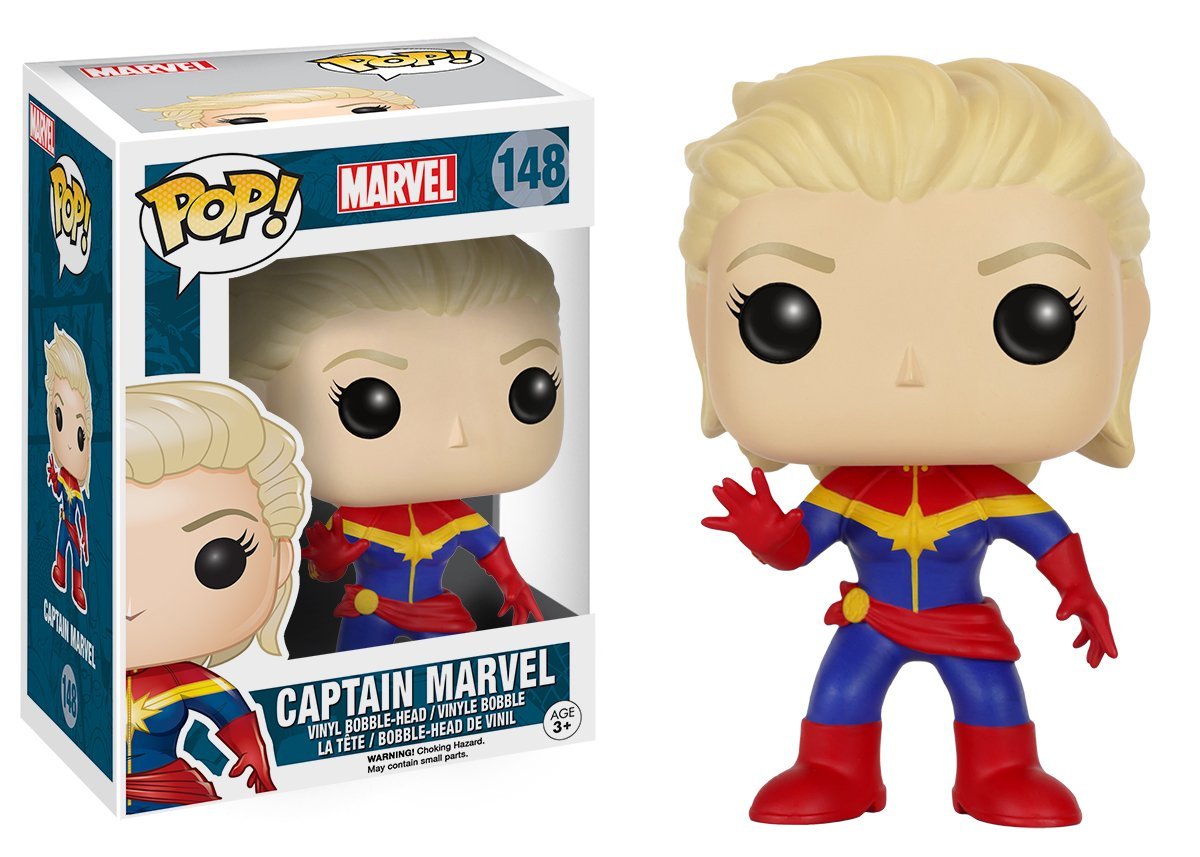 MARVEL
POP!
MARVEL
POP!
CAPTAIN MARVEL
148
POP!
MARVEL
148
CAPTAIN MARVEL
VINYL BOBBLE-HEAD / VINYLE BOBBLE
LA TÊTE / BOBBLE-HEAD DE VINIL
AGE
3+
WARNING! Choking Hazard.
May contain small parts.